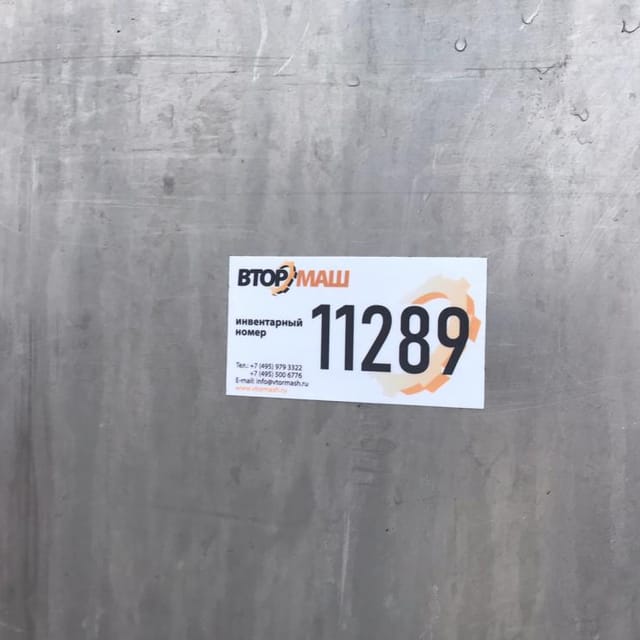 ВТОРМАШ
инвентарный
номер
11289
Тел.: +7 (495) 979 3322
+7 (495) 500 6776
E-mail: info@vtormash.ru
www.vtormash.ru